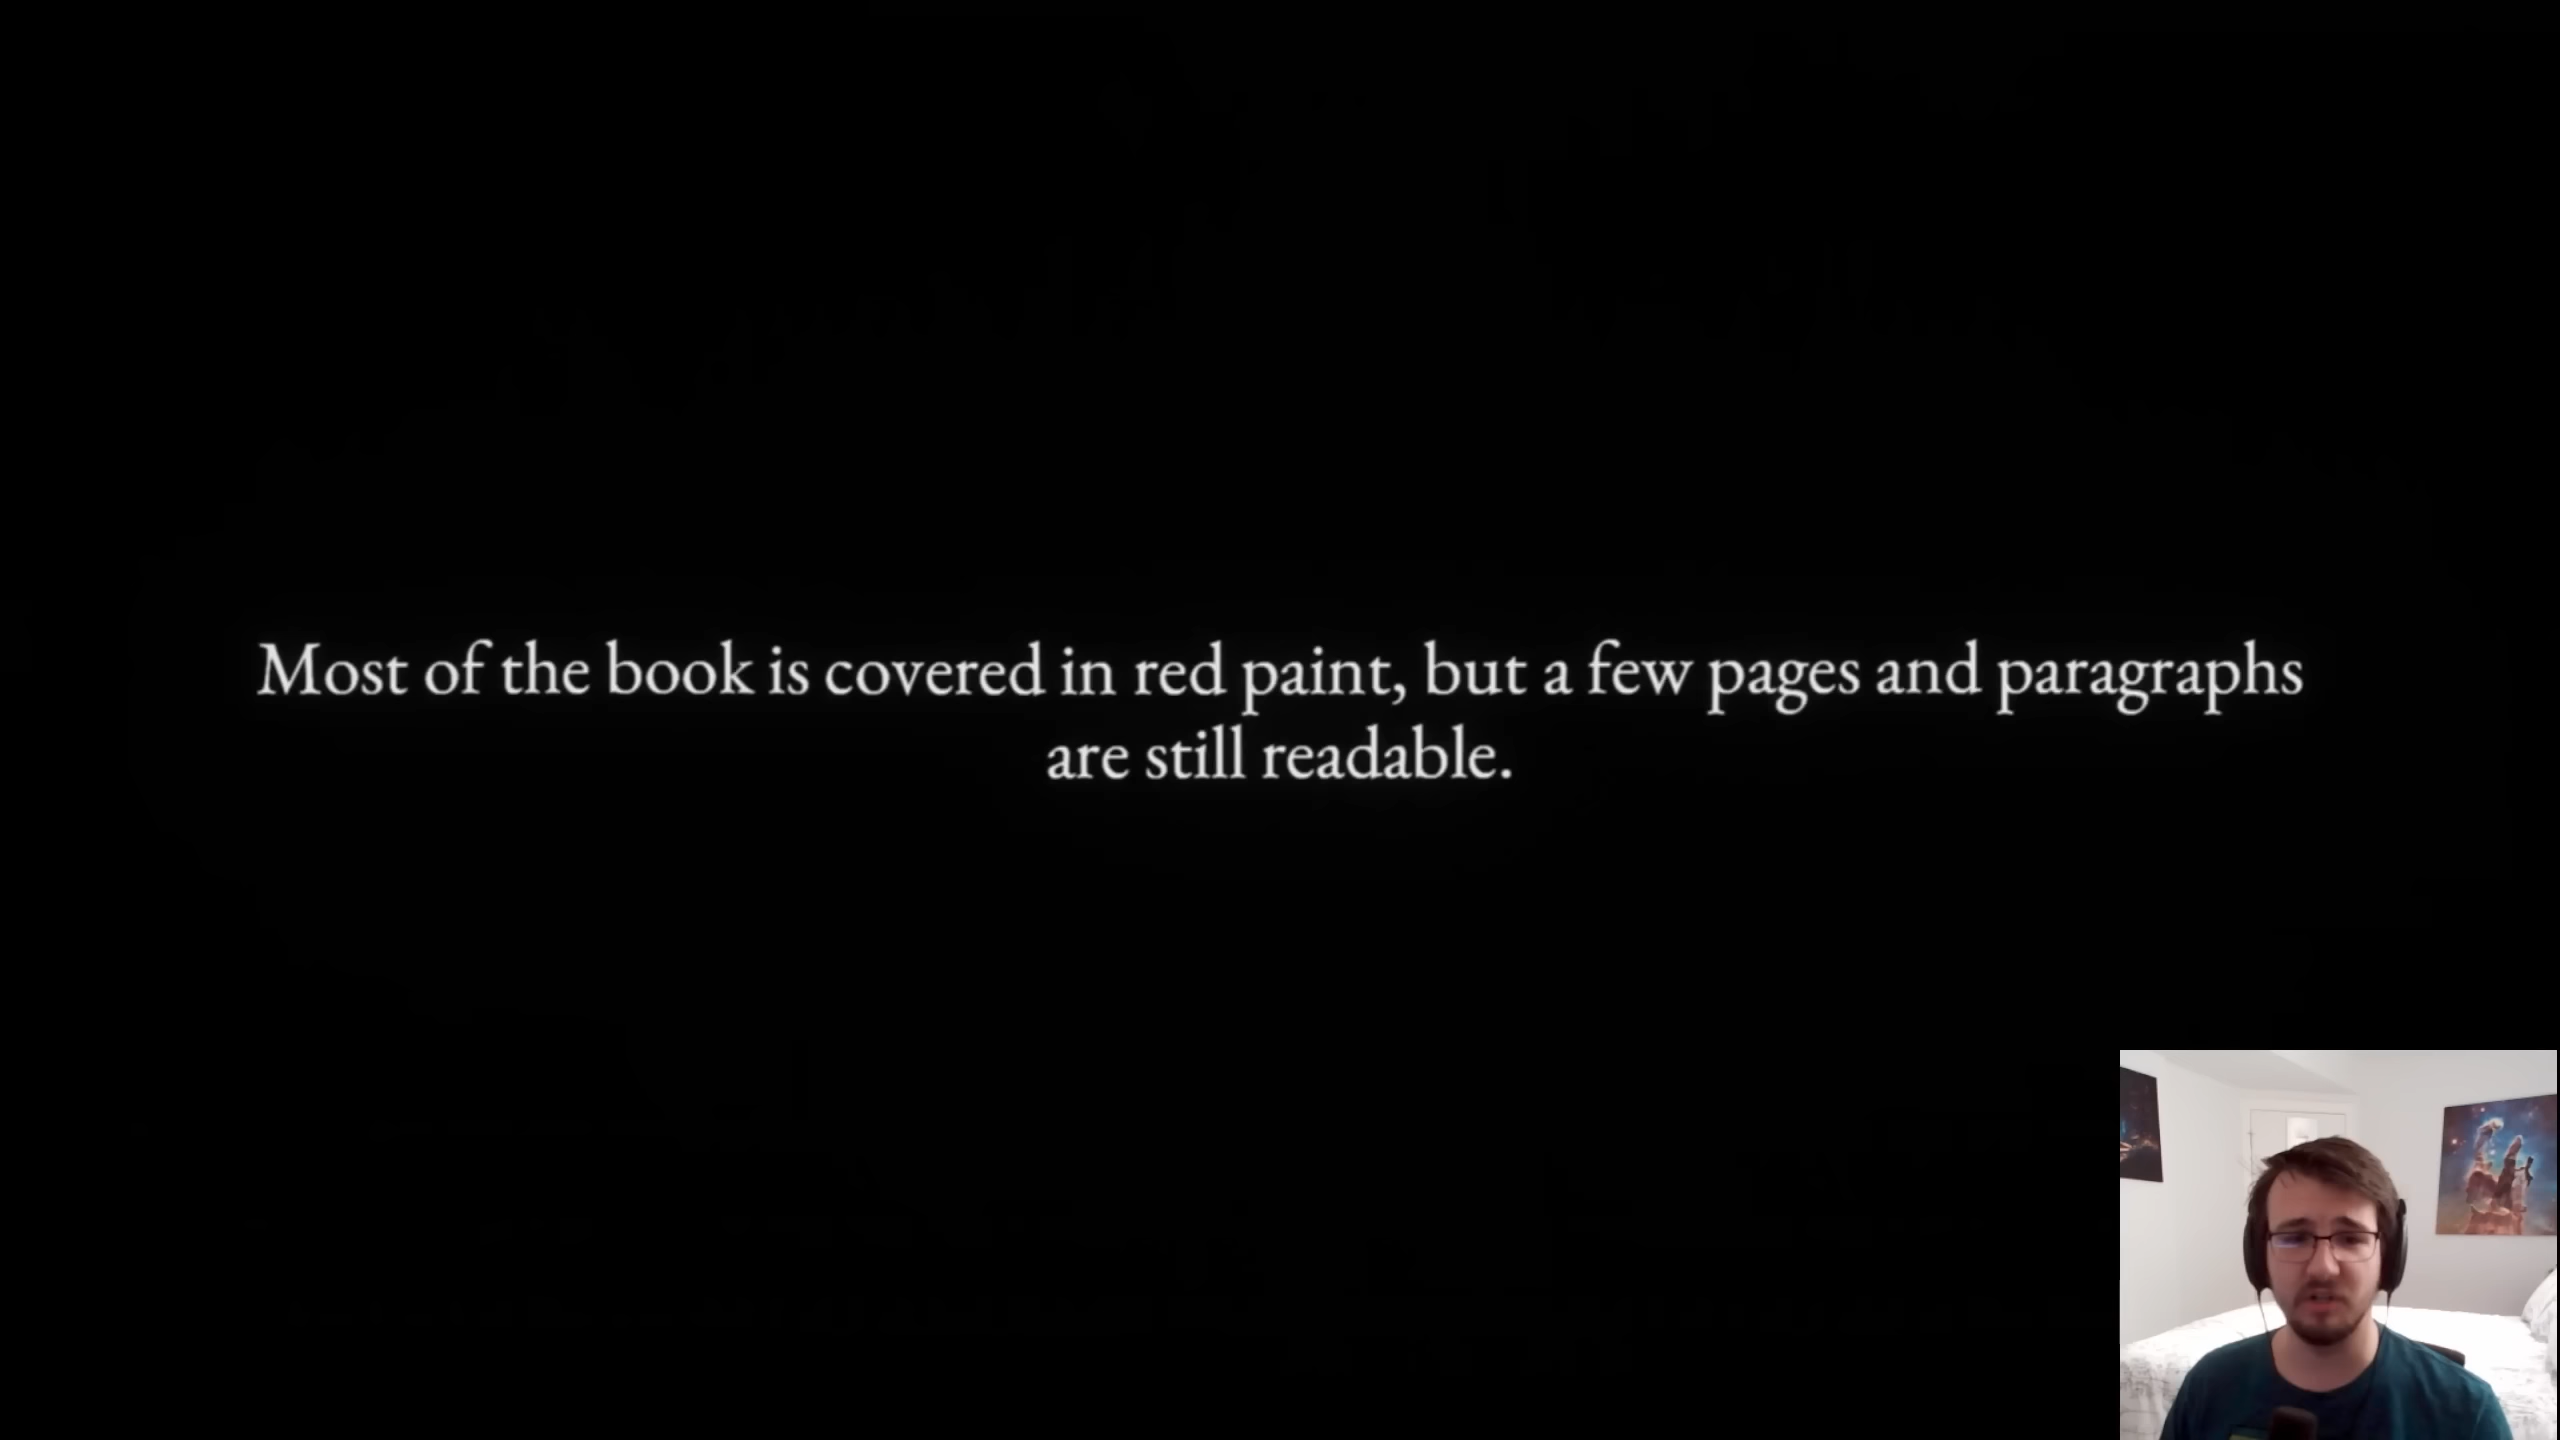 Most of the book is covered in red paint, but a few pages and paragraphs
are still readable.